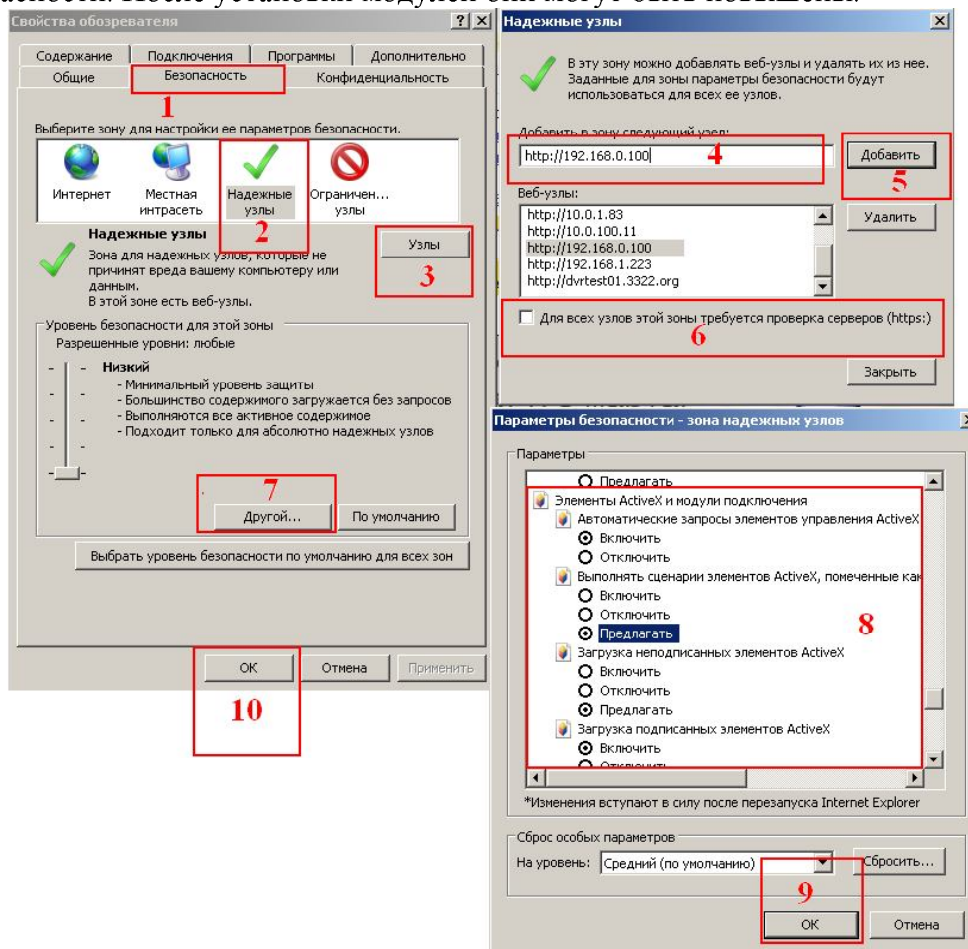 После установки модулей они могут быть повышены.
Свойства обозревателя
Содержание Подключения Программы Дополнительно
Общие Безопасность Конфиденциальность
1
Выберите зону для настройки ее параметров безопасности.
Интернет
Местная интрасеть
Надежные узлы
Ограничен... узлы
2
Надежные узлы
Узлы
3
Зона для надежных узлов, которые не
причинят вреда вашему компьютеру или
данным.
В этой зоне есть веб-узлы.
Уровень безопасности для этой зоны
Разрешенные уровни: любые
Низкий
- Минимальный уровень защиты
- Большинство содержимого загружается без запросов
- Выполняются все активное содержимое
- Подходит только для абсолютно надежных узлов
7
Другой... По умолчанию
Выбрать уровень безопасности по умолчанию для всех зон
OK Отмена Применить
10
Надежные узлы
В эту зону можно добавлять веб-узлы и удалять их из нее.
Заданные для зоны параметры безопасности будут
использоваться для всех ее узлов.
Добавить в зону следующий узел:
http://192.168.0.100
4
Добавить
5
Веб-узлы:
http://10.0.1.83
http://10.0.100.11
http://192.168.0.100
http://192.168.1.223
http://dvrtest01.3322.org
Удалить
Для всех узлов этой зоны требуется проверка серверов (https:)
6
Закрыть
Параметры безопасности - зона надежных узлов
Параметры
Предлагать
Элементы ActiveX и модули подключения
Автоматические запросы элементов управления ActiveX
Включить
Отключить
Выполнять сценарии элементов ActiveX, помеченные как
Включить
Отключить
Предлагать
8
Загрузка неподписанных элементов ActiveX
Включить
Отключить
Предлагать
Загрузка подписанных элементов ActiveX
Включить
Отключить
*Изменения вступают в силу после перезапуска Internet Explorer
Сброс особых параметров
На уровень: Средний (по умолчанию) Сбросить...
9
OK Отмена